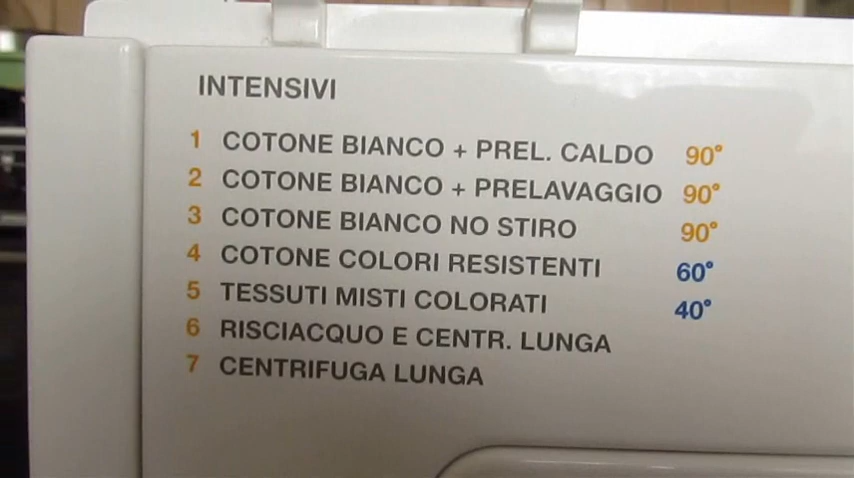 INTENSIVI
1 COTONE BIANCO + PREL. CALDO 90°
2 COTONE BIANCO + PRELAVAGGIO 90°
3 COTONE BIANCO NO STIRO 90°
4 COTONE COLORI RESISTENTI 60°
5 TESSUTI MISTI COLORATI 40°
6 RISCIACQUO E CENTR. LUNGA
7 CENTRIFUGA LUNGA